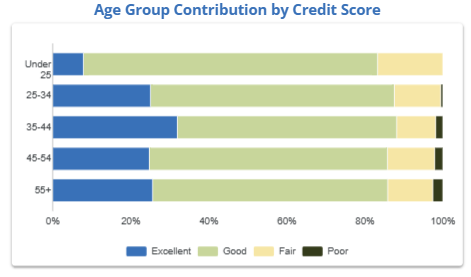 Age Group Contribution by Credit Score
Under
25
25-34
35-44
45-54
55+
0% 20% 40% 60% 80% 100%
Excellent Good Fair Poor